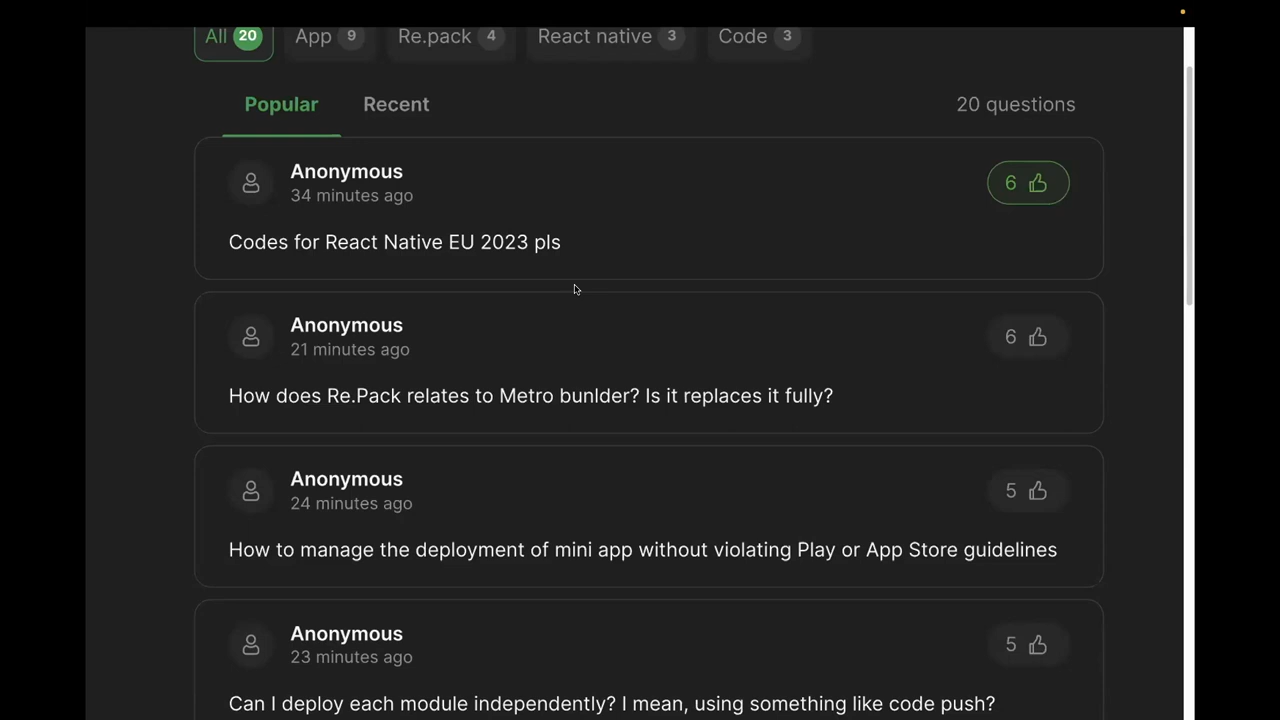 All 20 App 9 Re.pack 4 React native 3 Code 3
Popular Recent 20 questions
Anonymous
34 minutes ago
6
Codes for React Native EU 2023 pls
Anonymous
21 minutes ago
6
How does Re.Pack relates to Metro bunlder? Is it replaces it fully?
Anonymous
24 minutes ago
5
How to manage the deployment of mini app without violating Play or App Store guidelines
Anonymous
23 minutes ago
5
Can I deploy each module independently? I mean, using something like code push?